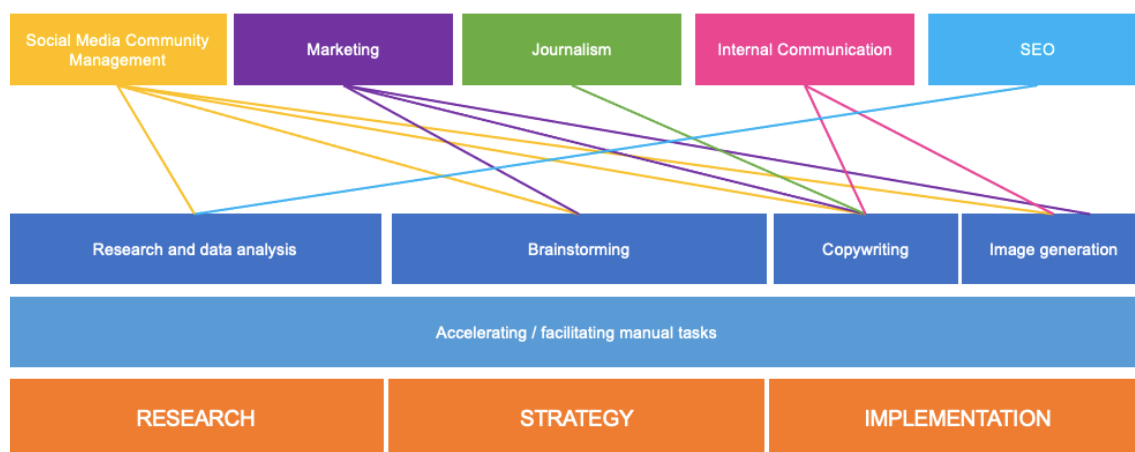 Social Media Community
Management
Marketing
Journalism
Internal Communication
SEO
Research and data analysis
Brainstorming
Copywriting
Image generation
Accelerating / facilitating manual tasks
RESEARCH
STRATEGY
IMPLEMENTATION